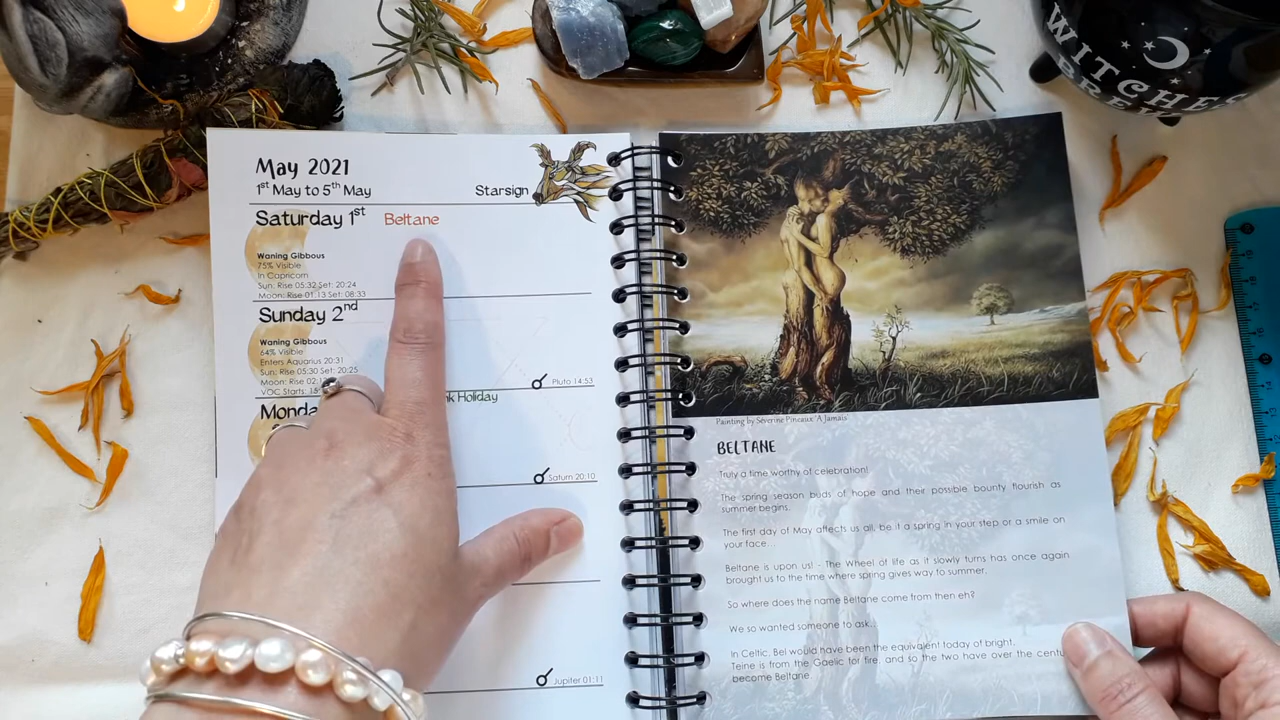 WITCHES
May 2021
1st May to 5th May
Starsign
Saturday 1st Beltane
Waning Gibbous
75% Visible
In Capricorn
Sun: Rise 05:32 Set: 20:24
Moon: Rise 01:13 Set: 08:33
Sunday 2nd
Waning Gibbous
64% Visible
Enters Aquarius 20:31
Sun: Rise 05:30 Set: 20:25
Moon: Rise
VOC Starts:
Pluto 14:53
Holiday
Saturn 20:10
Jupiter 01:11
Painting by Séverine Pineaux 'A Jamais'
BELTANE
Truly a time worthy of celebration!
The spring season buds of hope and their possible bounty flourish as
summer begins.
The first day of May affects us all, be it a spring in your step or a smile on
your face...
Beltane is upon us! - The Wheel of life as it slowly turns has once again
brought us to the time where spring gives way to summer.
So where does the name Beltane come from then eh?
We so wanted someone to ask...
In Celtic, Bel would have been the equivalent today of bright,
Teine is from the Gaelic for fire, and so the two have over the
become Beltane.